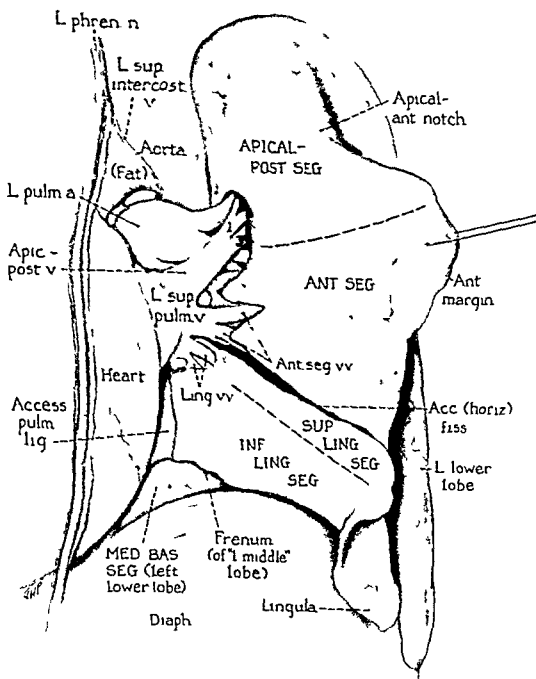 L phren. n
L sup
intercost
v
Apical-
ant notch
Aorta
APICAL-
POST SEG
(Fat)
L pulm a
Apic-
post v
ANT SEG
Ant
margin
L sup
pulm v
Ant seg vv
Heart
Ling vv
Access
pulm
lig
Acc (horiz)
fiss
SUP
LING
SEG
INF
LING
SEG
L lower
lobe
MED BAS
SEG (left
lower lobe)
Frenum
(of "l middle"
lobe)
Lingula
Diaph